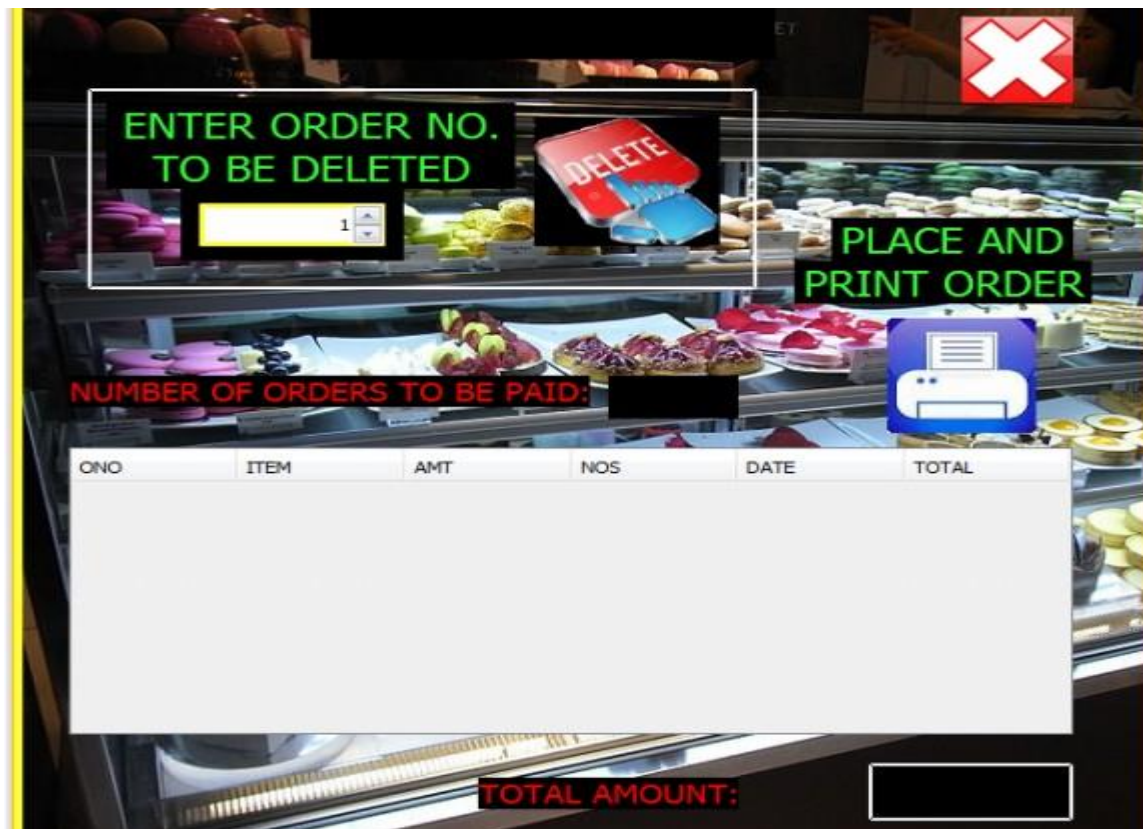 ET
ENTER ORDER NO.
TO BE DELETED
DELETE
1
PLACE AND
PRINT ORDER
NUMBER OF ORDERS TO BE PAID:
ONO ITEM AMT NOS DATE TOTAL
TOTAL AMOUNT: